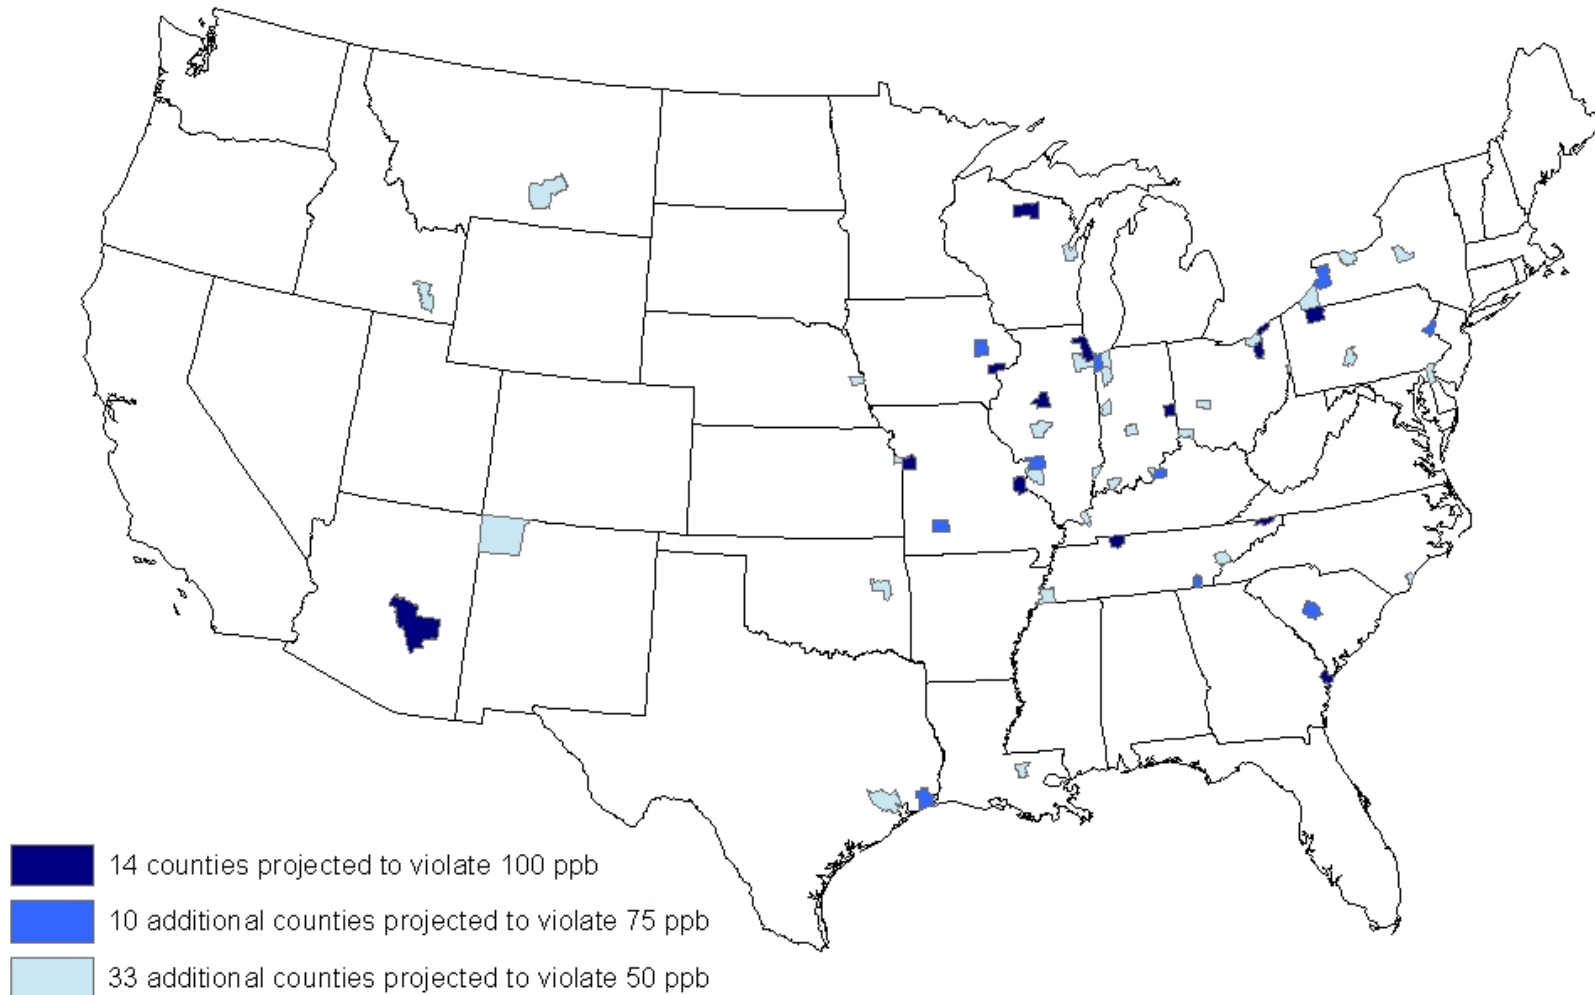 14 counties projected to violate 100 ppb
10 additional counties projected to violate 75 ppb
33 additional counties projected to violate 50 ppb